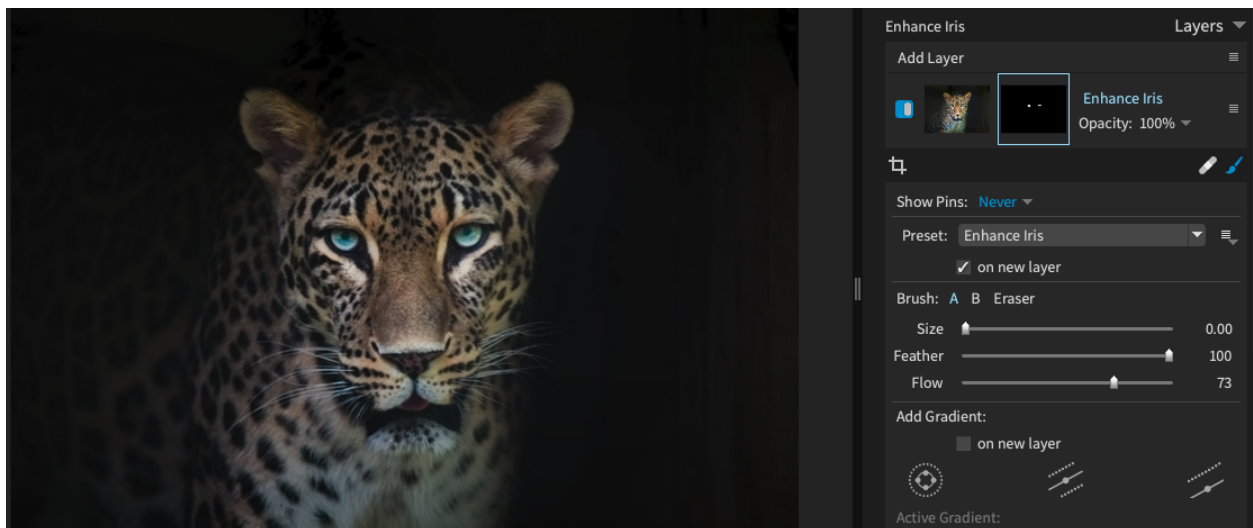 Enhance Iris Layers
Add Layer
Enhance Iris
Opacity: 100%
Show Pins: Never
Preset: Enhance Iris
on new layer
Brush: A B Eraser
Size 0.00
Feather 100
Flow 73
Add Gradient:
on new layer
Active Gradient: